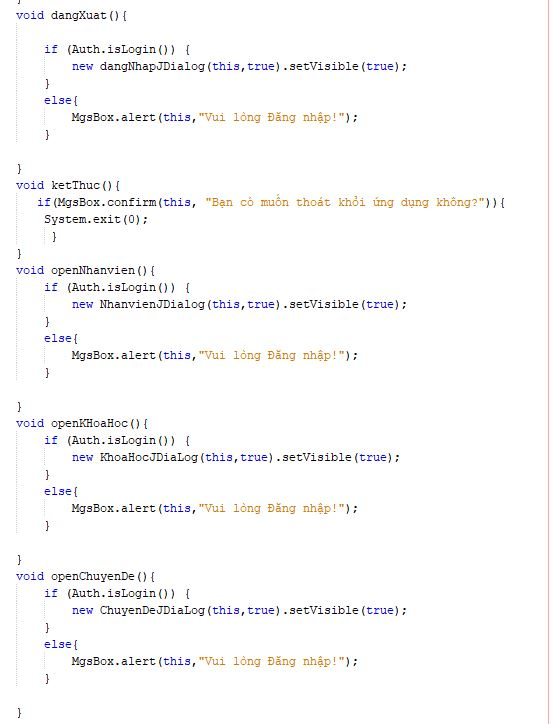 }
void dangXuat(){
if (Auth.isLogin()) {
new dangNhapJDialog(this,true).setVisible(true);
}
else{
MgsBox.alert(this,"Vui lòng Đăng nhập!");
}
}
void ketThuc(){
if(MgsBox.confirm(this, "Bạn có muốn thoát khỏi ứng dụng không?")){
System.exit(0);
}
}
void openNhanvien(){
if (Auth.isLogin()) {
new NhanvienJDialog(this,true).setVisible(true);
}
else{
MgsBox.alert(this,"Vui lòng Đăng nhập!");
}
}
void openKHoaHoc(){
if (Auth.isLogin()) {
new KhoaHocJDiaLog(this,true).setVisible(true);
}
else{
MgsBox.alert(this,"Vui lòng Đăng nhập!");
}
}
void openChuyenDe(){
if (Auth.isLogin()) {
new ChuyenDeJDiaLog(this,true).setVisible(true);
}
else{
MgsBox.alert(this,"Vui lòng Đăng nhập!");
}
}